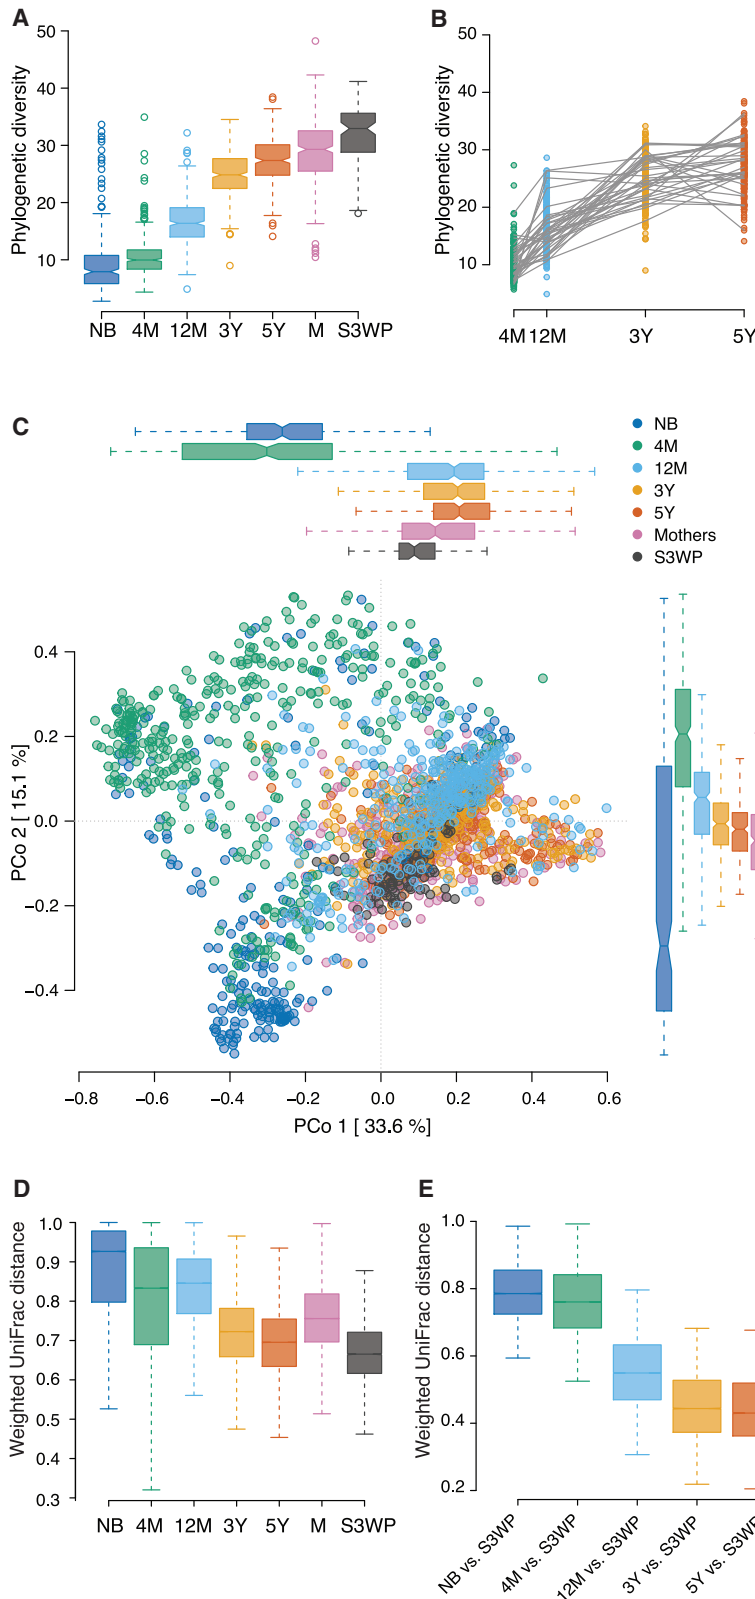 A
Phylogenetic diversity
50
40
30
20
10
NB 4M 12M 3Y 5Y M S3WP
B
Phylogenetic diversity
50
40
30
20
10
4M 12M 3Y 5Y
C
NB
4M
12M
3Y
5Y
Mothers
S3WP
PCo 2 [ 15.1 %]
0.4
0.2
0.0
−0.2
−0.4
−0.8 −0.6 −0.4 −0.2 0.0 0.2 0.4 0.6
PCo 1 [ 33.6 %]
D
Weighted UniFrac distance
1.0
0.9
0.8
0.7
0.6
0.5
0.4
0.3
NB 4M 12M 3Y 5Y M S3WP
E
Weighted UniFrac distance
1.0
0.8
0.6
0.4
0.2
NB vs. S3WP
4M vs. S3WP
12M vs. S3WP
3Y vs. S3WP
5Y vs. S3WP